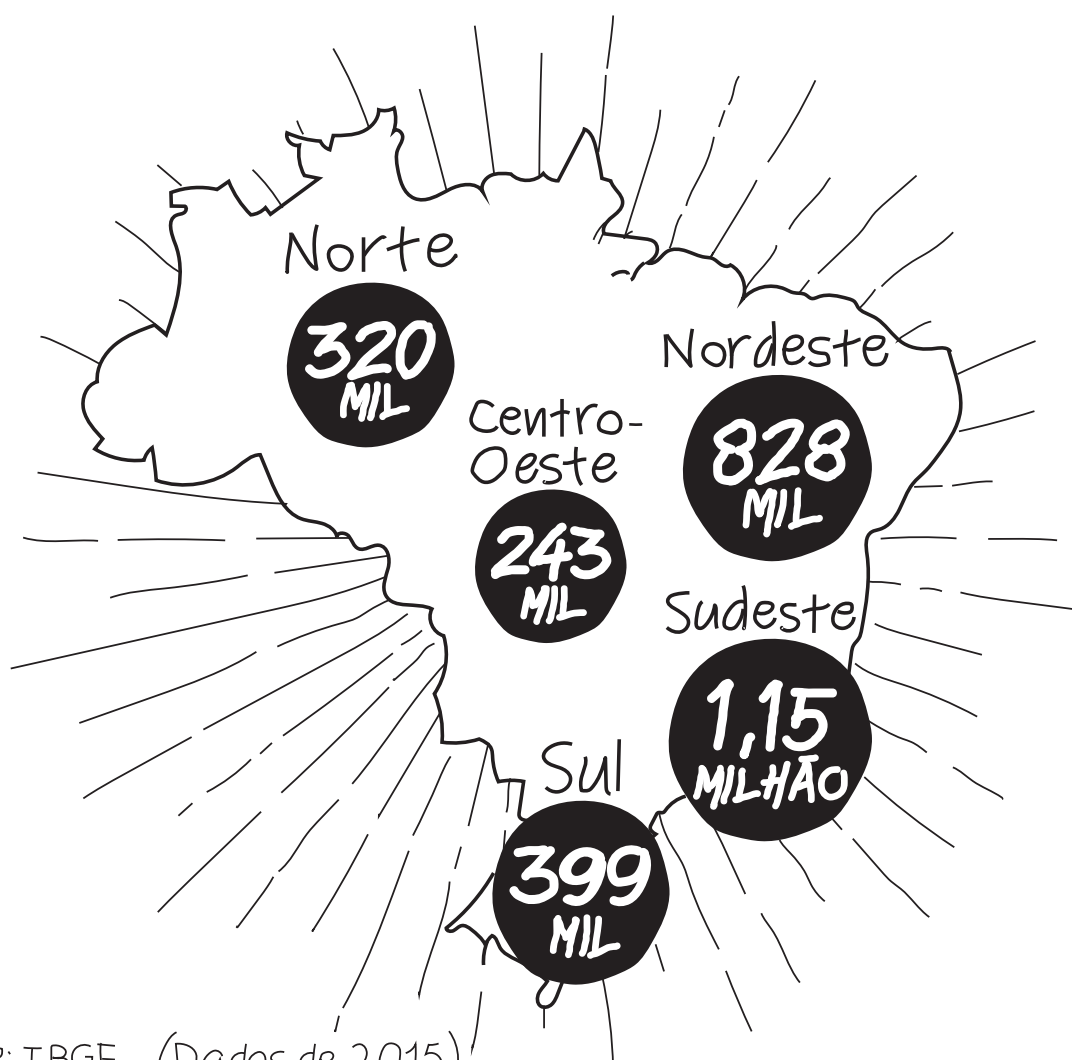 Norte
320
MIL
Nordeste
828
MIL
Centro-
Oeste
243
MIL
Sudeste
1,15
MILHÃO
Sul
399
MIL
IBGE (Dados de 2015)